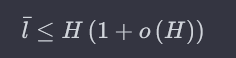 l̄ ≤ H (1 + o (H))